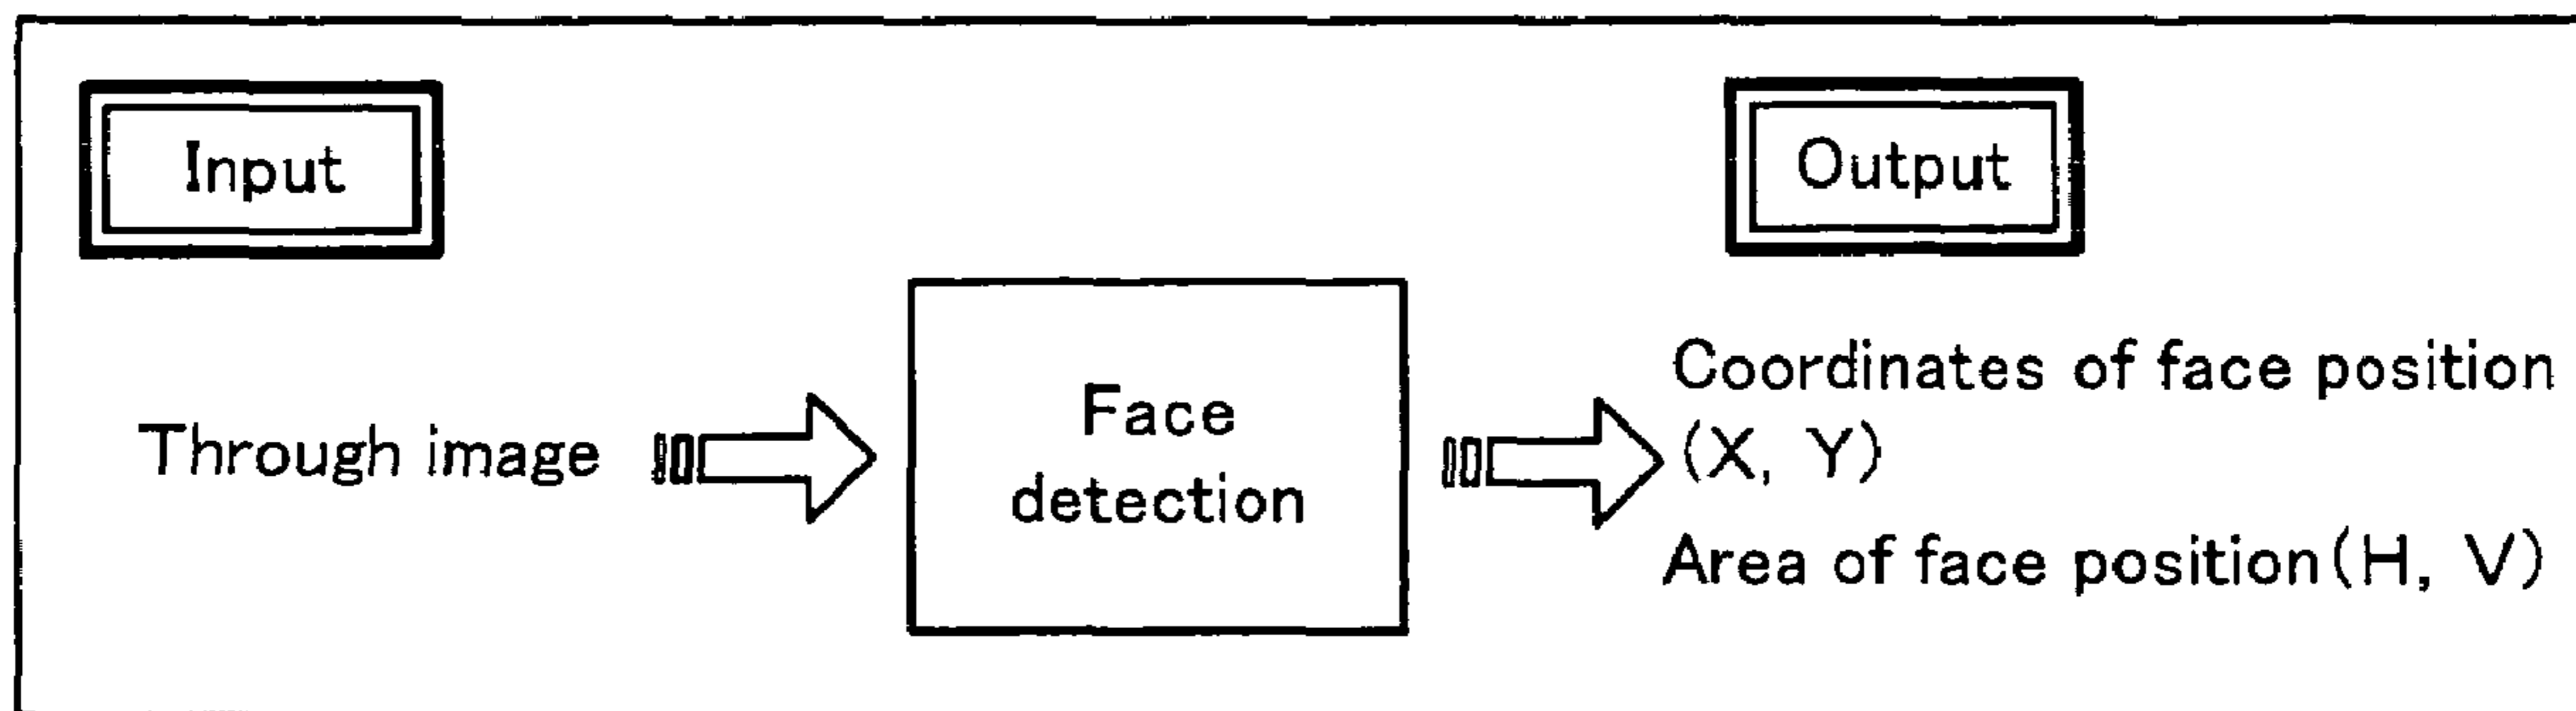 Input
Output
Through image
Face
detection
Coordinates of face position
(X, Y)
Area of face position(H, V)